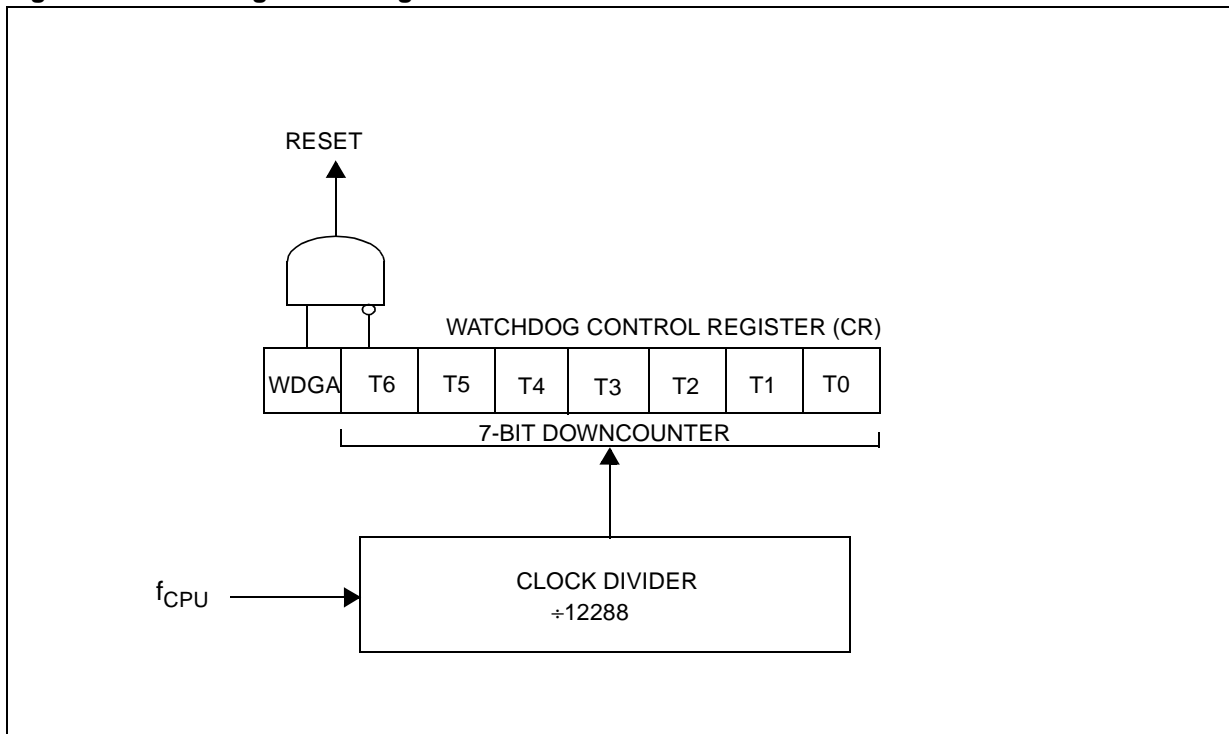 RESET
WATCHDOG CONTROL REGISTER (CR)
WDGA T6 T5 T4 T3 T2 T1 T0
7-BIT DOWNCOUNTER
fCPU
CLOCK DIVIDER
÷12288